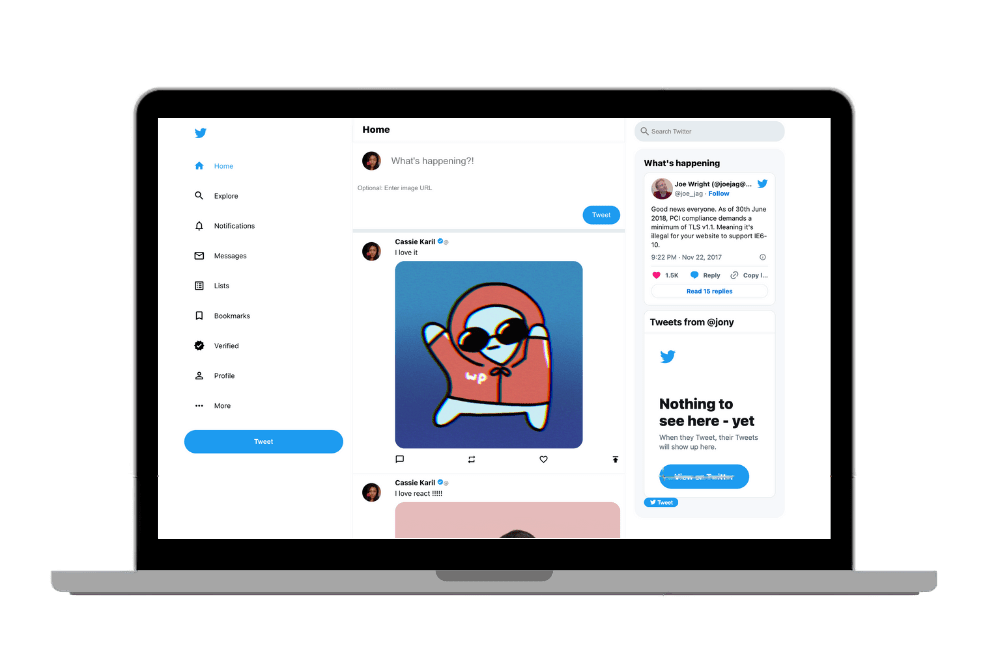 Home
Explore
Notifications
Messages
Lists
Bookmarks
Verified
Profile
More
Tweet
Home
What's happening?!
Optional: Enter image URL
Tweet
Cassie Karil @
I love it
wp
Cassie Karil @
I love react !!!!!
Search Twitter
What's happening
Joe Wright (@joejag@...
@joe_jag · Follow
Good news everyone. As of 30th June
2018, PCI compliance demands a
minimum of TLS v1.1. Meaning it's
illegal for your website to support IE6-
10.
9:22 PM · Nov 22, 2017
1.5K Reply Copy l...
Read 15 replies
Tweets from @jony
Nothing to
see here - yet
When they Tweet, their Tweets
will show up here.
View on Twitter
Tweet